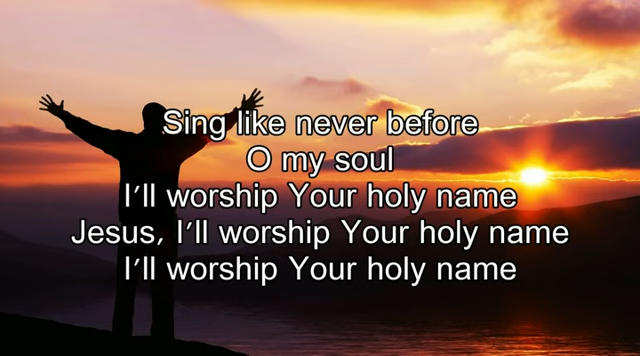 Sing like never before
O my soul
I'll worship Your holy name
Jesus, I'll worship Your holy name
I'll worship Your holy name